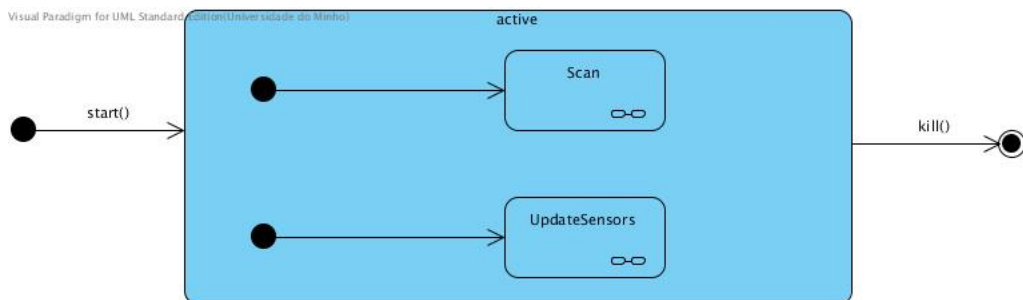 Visual Paradigm for UML Standard Edition(Universidade do Minho)
active
Scan
start()
kill()
UpdateSensors